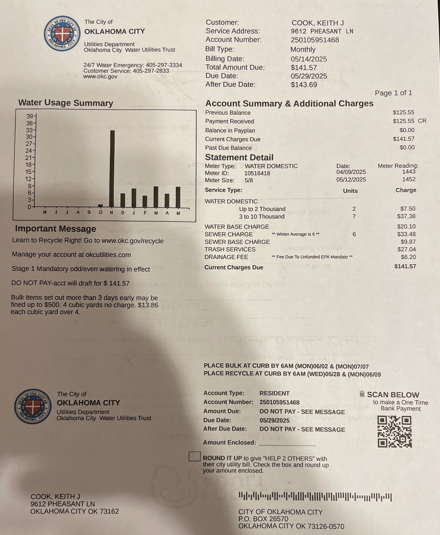 The City of
OKLAHOMA CITY
Utilities Department
Oklahoma City Water Utilities Trust
24/7 Water Emergency: 405-297-3334
Customer Service: 405-297-2833
www.okc.gov
Customer: COOK, KEITH J
Service Address: 9612 PHEASANT LN
Account Number: 250105951468
Bill Type: Monthly
Billing Date: 05/14/2025
Total Amount Due: $141.57
Due Date: 05/29/2025
After Due Date: $143.69
Page 1 of 1
Water Usage Summary
39
36
33
30
27
24
21
18
15
12
9
6
3
0
M J J A S O N D J F M A M
Important Message
Learn to Recycle Right! Go to www.okc.gov/recycle
Manage your account at okcutilities.com
Stage 1 Mandatory odd/even watering in effect
DO NOT PAY-acct will draft for $ 141.57
Bulk items set out more than 3 days early may be
fined up to $500. 4 cubic yards no charge. $13.86
each cubic yard over 4.
Account Summary & Additional Charges
Previous Balance $125.55
Payment Received $125.55 CR
Balance in Payplan $0.00
Current Charges Due $141.57
Past Due Balance $0.00
Statement Detail
Meter Type: WATER DOMESTIC Date: Meter Reading:
Meter ID: 10516418 04/09/2025 1443
Meter Size: 5/8 05/12/2025 1452
Service Type: Units Charge
WATER DOMESTIC
Up to 2 Thousand 2 $7.50
3 to 10 Thousand 7 $37.38
WATER BASE CHARGE $20.10
SEWER CHARGE ** Winter Average is 6 ** 6 $33.48
SEWER BASE CHARGE $9.87
TRASH SERVICES $27.04
DRAINAGE FEE ** Fee Due To Unfunded EPA Mandate ** $6.20
Current Charges Due $141.57
PLACE BULK AT CURB BY 6AM (MON)06/02 & (MON)07/07
PLACE RECYCLE AT CURB BY 6AM (WED)05/28 & (MON)06/09
The City of
OKLAHOMA CITY
Utilities Department
Oklahoma City Water Utilities Trust
Account Type: RESIDENT
Account Number: 250105951468
Amount Due: DO NOT PAY - SEE MESSAGE
Due Date: 05/29/2025
After Due Date: DO NOT PAY - SEE MESSAGE
Amount Enclosed:
SCAN BELOW
to make a One Time
Bank Payment.
ROUND IT UP to give "HELP 2 OTHERS" with
their city utility bill. Check the box and round up
your amount enclosed.
COOK, KEITH J
9612 PHEASANT LN
OKLAHOMA CITY OK 73162
CITY OF OKLAHOMA CITY
P.O. BOX 26570
OKLAHOMA CITY OK 73126-0570